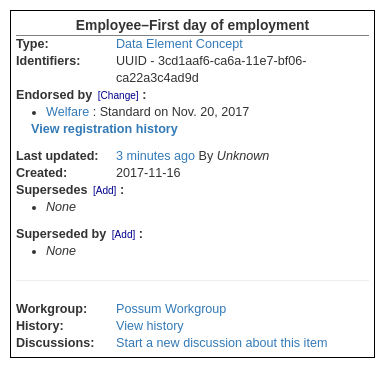 Employee–First day of employment
Type: Data Element Concept
Identifiers: UUID - 3cd1aaf6-ca6a-11e7-bf06-
ca22a3c4ad9d
Endorsed by [Change] :
• Welfare : Standard on Nov. 20, 2017
View registration history
Last updated: 3 minutes ago By Unknown
Created: 2017-11-16
Supersedes [Add] :
• None
Superseded by [Add] :
• None
Workgroup: Possum Workgroup
History: View history
Discussions: Start a new discussion about this item